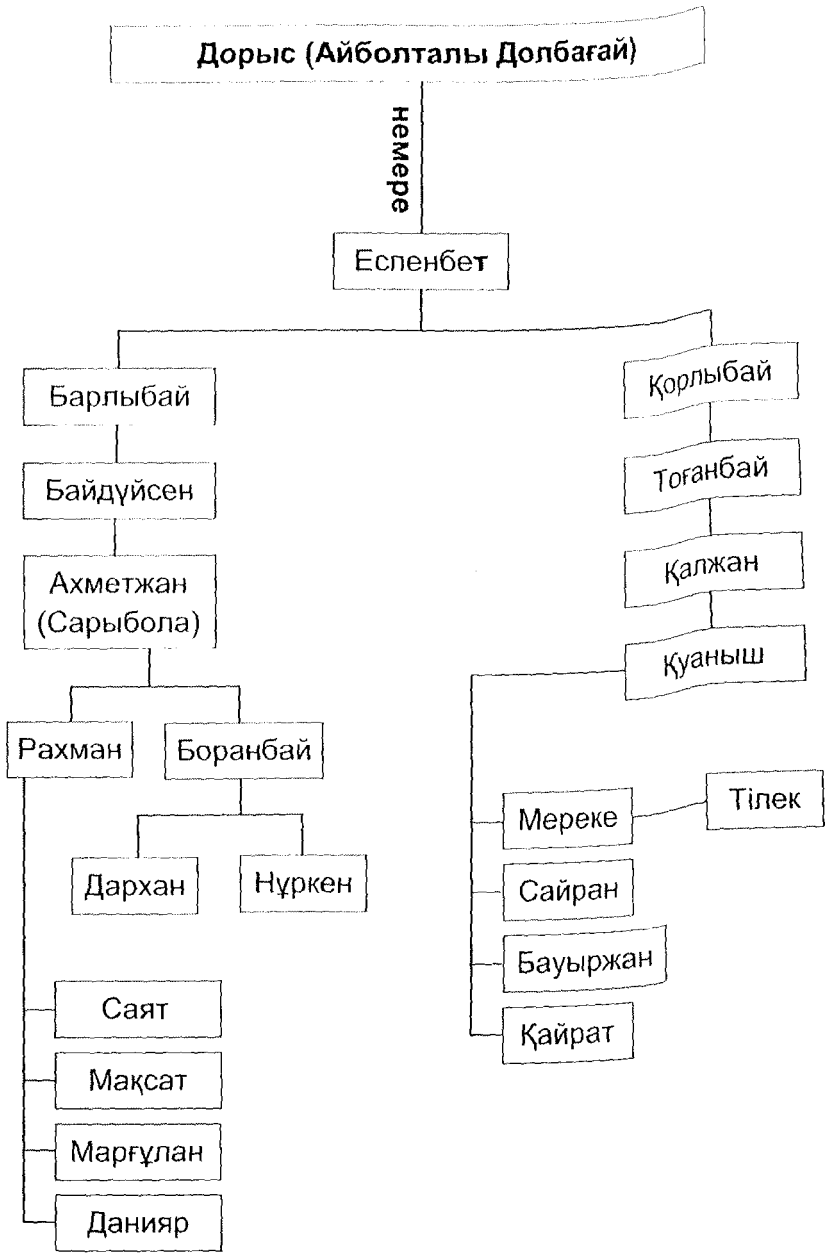 Дорыс (Айболталы Долбағай)
немере
Еспенбет
Барлыбай
Қорлыбай
Байдүйсен
Тоғанбай
Ахметжан
(Сарыбола)
Қалжан
Қуаныш
Рахман
Боранбай
Мереке
Тілек
Дархан
Нұркен
Сайран
Бауыржан
Қайрат
Саят
Мақсат
Марғұлан
Данияр